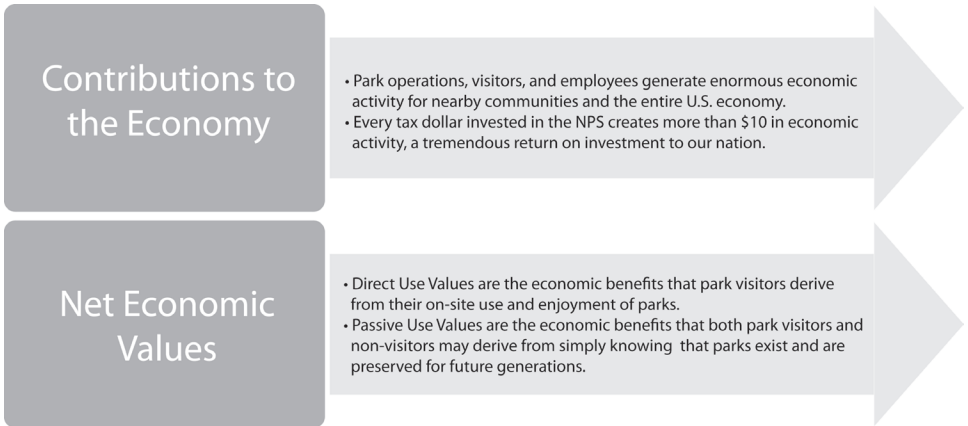 Contributions to
the Economy
• Park operations, visitors, and employees generate enormous economic
activity for nearby communities and the entire U.S. economy.
• Every tax dollar invested in the NPS creates more than $10 in economic
activity, a tremendous return on investment to our nation.
Net Economic
Values
• Direct Use Values are the economic benefits that park visitors derive
from their on-site use and enjoyment of parks.
• Passive Use Values are the economic benefits that both park visitors and
non-visitors may derive from simply knowing that parks exist and are
preserved for future generations.